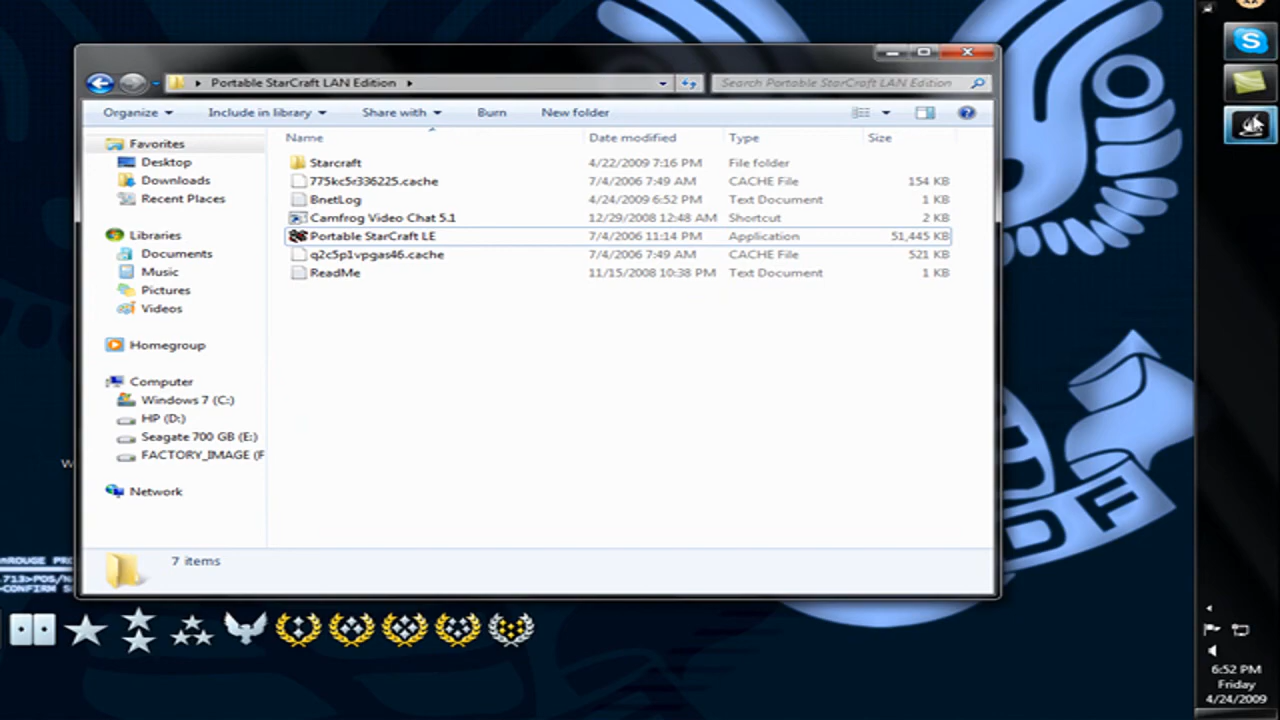 Portable StarCraft LAN Edition
Search Portable StarCraft LAN Edition
Organize Include in library Share with Burn New folder
Name Date modified Type Size
Favorites
Desktop
Downloads
Recent Places
Libraries
Documents
Music
Pictures
Videos
Homegroup
Computer
Windows 7 (C:)
HP (D:)
Seagate 700 GB (E:)
FACTORY_IMAGE (F
Network
Starcraft 4/22/2009 7:16 PM File folder
775kc5r336225.cache 7/4/2006 7:49 AM CACHE File 154 KB
BnetLog 4/24/2009 6:52 PM Text Document 1 KB
Camfrog Video Chat 5.1 12/29/2008 12:48 AM Shortcut 2 KB
Portable StarCraft LE 7/4/2006 11:14 PM Application 51,445 KB
q2c5p1vpgas46.cache 7/4/2006 7:49 AM CACHE File 521 KB
ReadMe 11/15/2008 10:38 PM Text Document 1 KB
7 items
W
713>POS/
>CONFIRM
DF
6:52 PM
Friday
4/24/2009